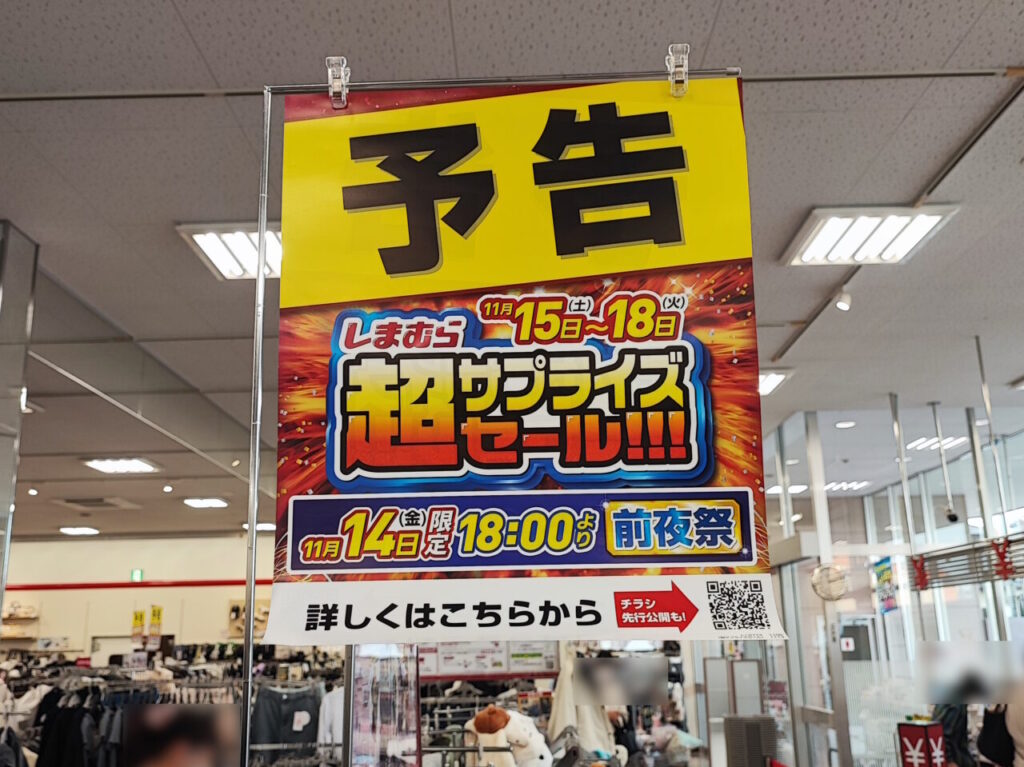 予告
11月15日(土)～18日(火)
しまむら
超サプライズ
セール!!!
11月14日(金)限定18:00より 前夜祭
詳しくはこちらから
チラシ
先行公開も!
¥ ¥